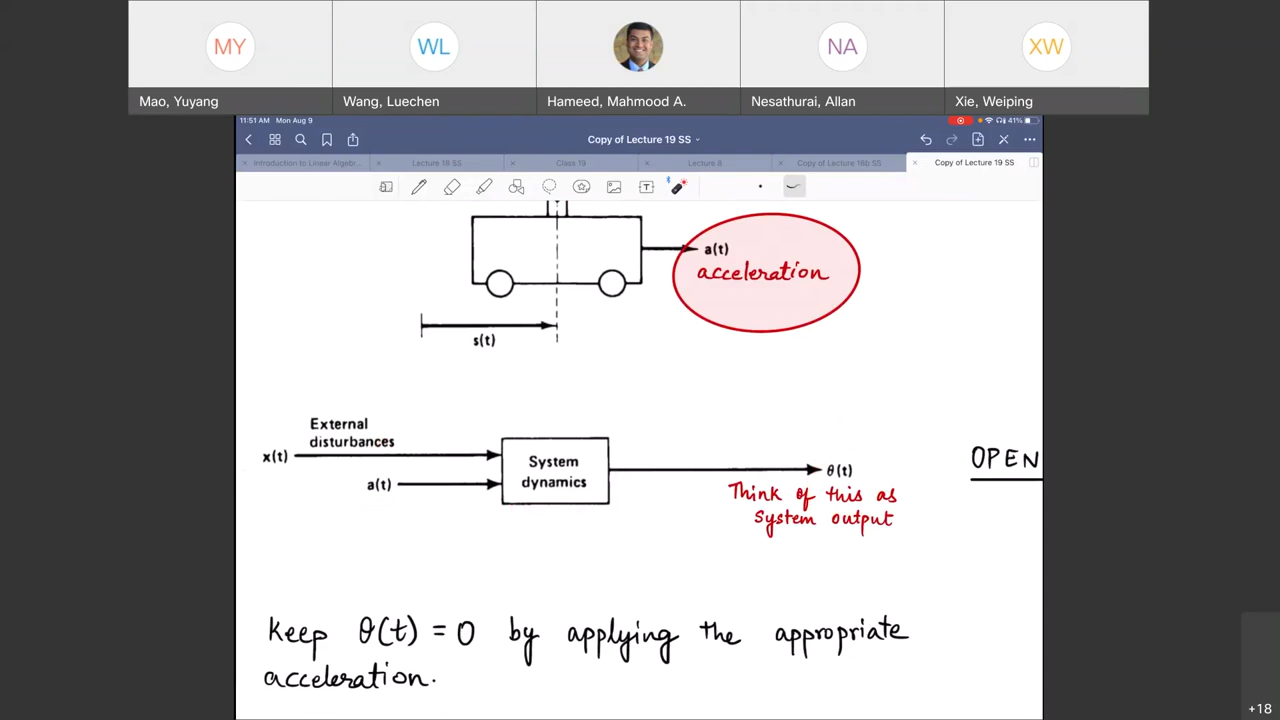 MY
WL
NA
XW
Mao, Yuyang
Wang, Luechen
Hameed, Mahmood A.
Nesathurai, Allan
Xie, Weiping
11:51 AM Mon Aug 9
41%
Copy of Lecture 19 SS
Introduction to Linear Algebr...
Lecture 18 SS
Class 19
Lecture 8
Copy of Lecture 18b SS
Copy of Lecture 19 SS
a(t)
acceleration
s(t)
External
disturbances
x(t)
a(t)
System
dynamics
θ(t)
Think of this as
System output
OPEN
Keep θ(t) = 0 by applying the appropriate
acceleration.
+18